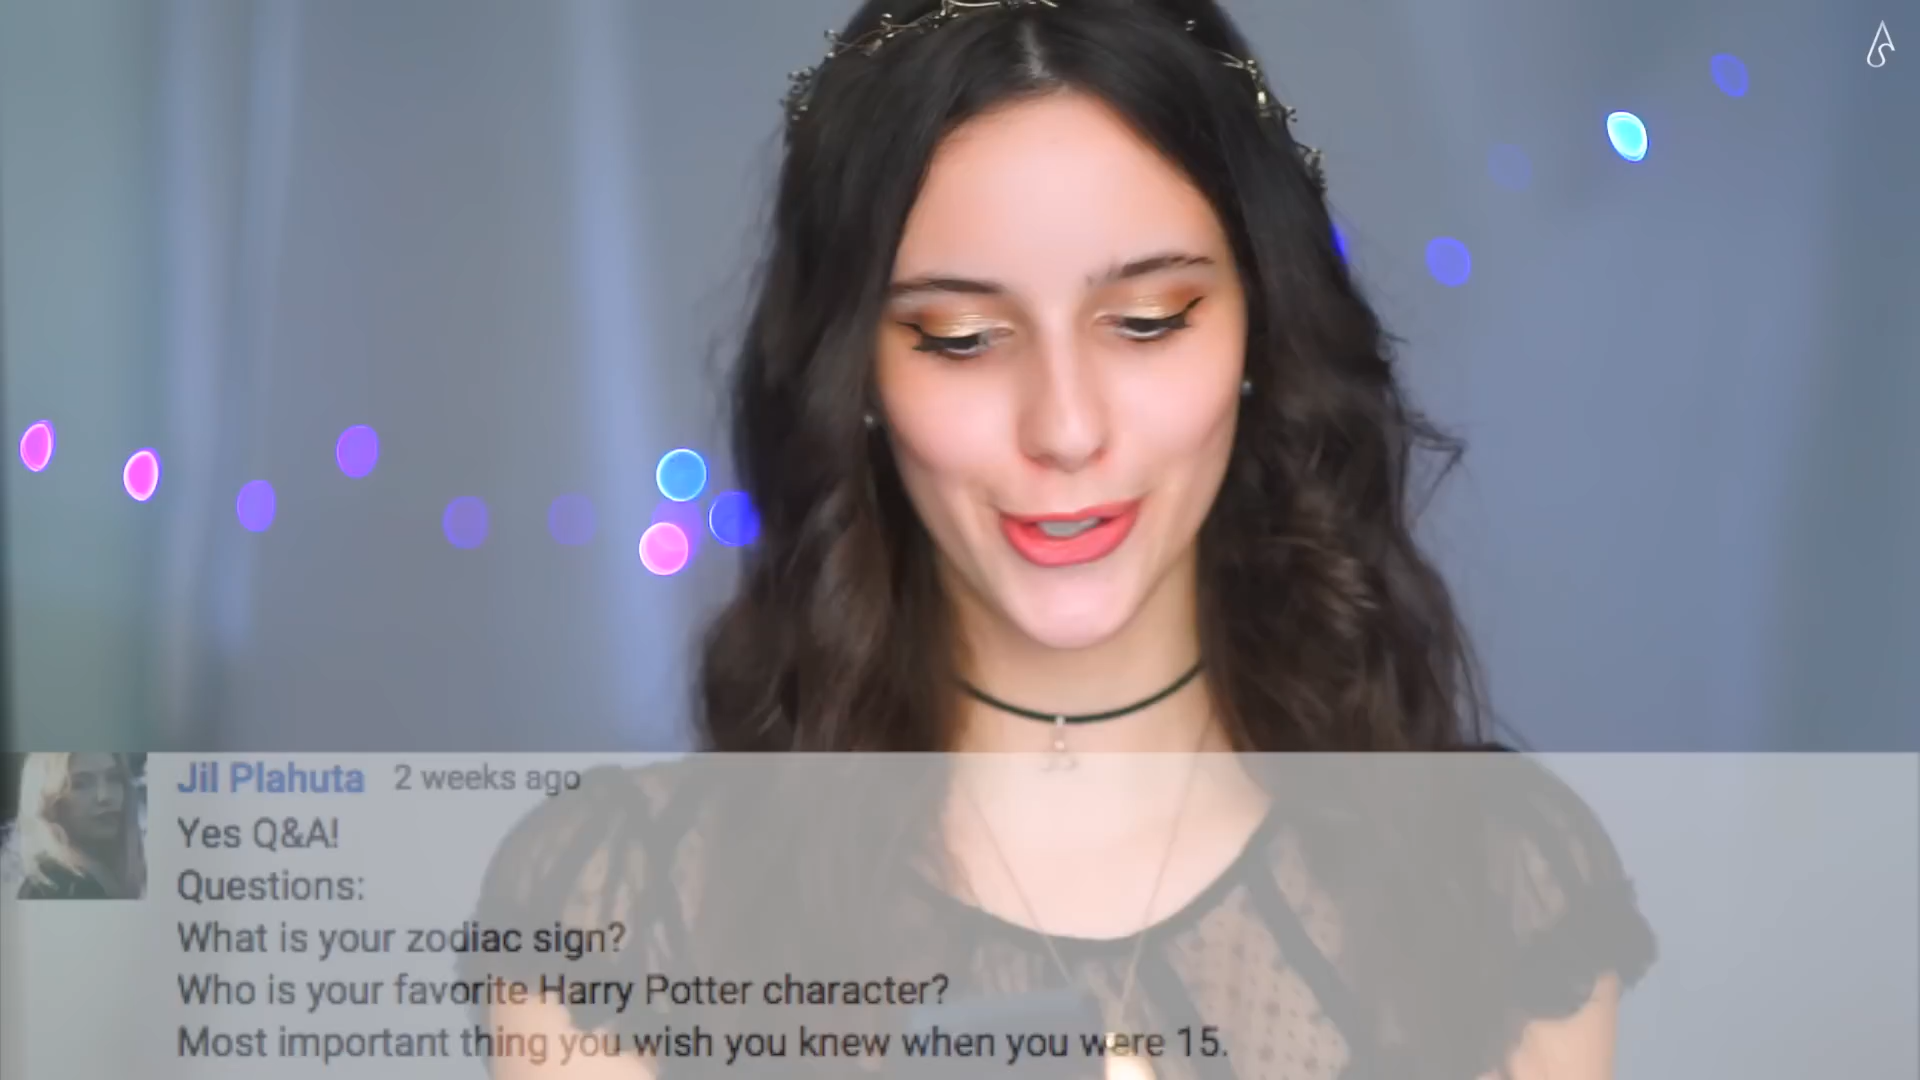 Jil Plahuta 2 weeks ago
Yes Q&A!
Questions:
What is your zodiac sign?
Who is your favorite Harry Potter character?
Most important thing you wish you knew when you were 15.